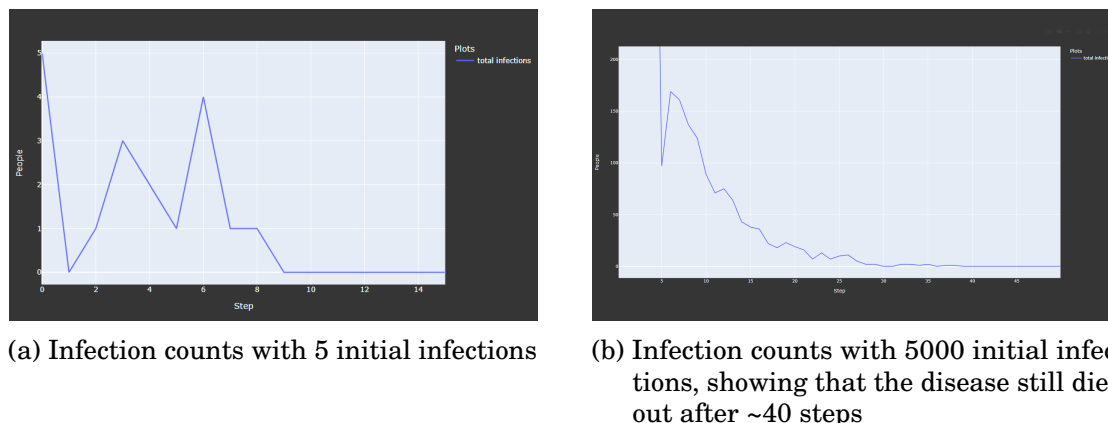 Plots
total infections
5
4
3
2
1
0
People
0 2 4 6 8 10 12 14
Step
(a) Infection counts with 5 initial infections
Plots
total infecti
200
150
100
50
0
People
5 10 15 20 25 30 35 40 45
Step
(b) Infection counts with 5000 initial infec
tions, showing that the disease still die
out after ~40 steps